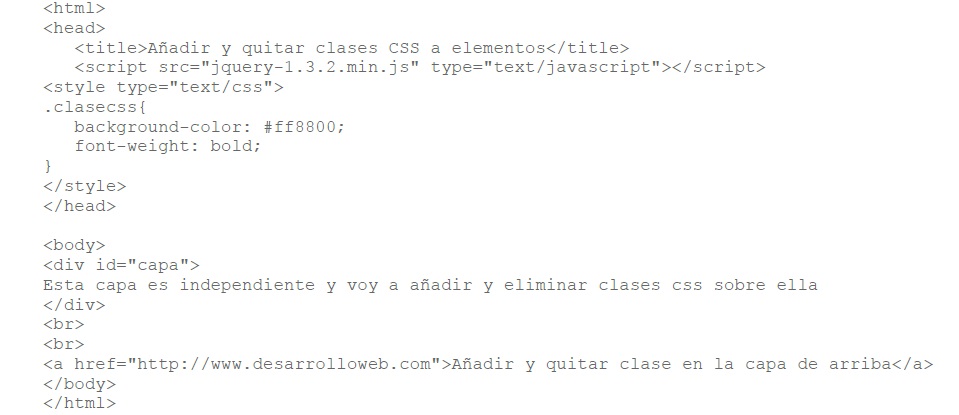 <html>
<head>
<title>Añadir y quitar clases CSS a elementos</title>
<script src="jquery-1.3.2.min.js" type="text/javascript"></script>
<style type="text/css">
.clasecss{
background-color: #ff8800;
font-weight: bold;
}
</style>
</head>
<body>
<div id="capa">
Esta capa es independiente y voy a añadir y eliminar clases css sobre ella
</div>
<br>
<br>
<a href="http://www.desarrolloweb.com">Añadir y quitar clase en la capa de arriba</a>
</body>
</html>